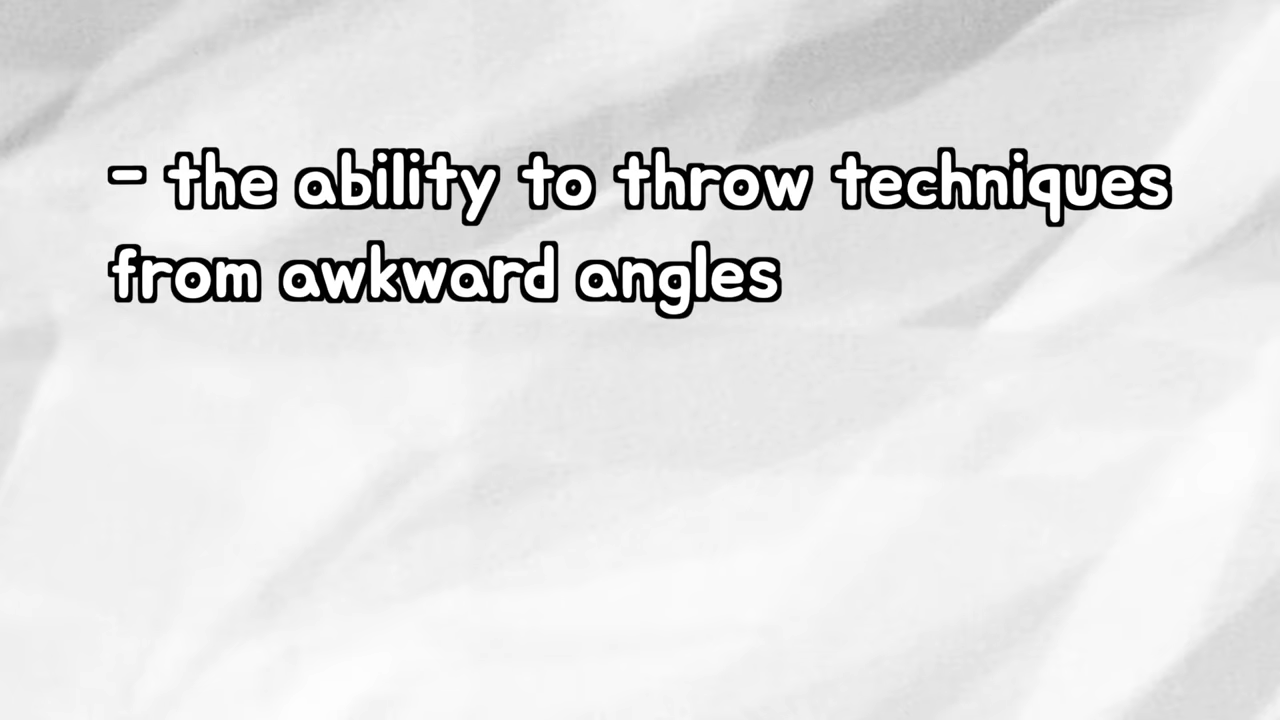 - the ability to throw techniques
from awkward angles